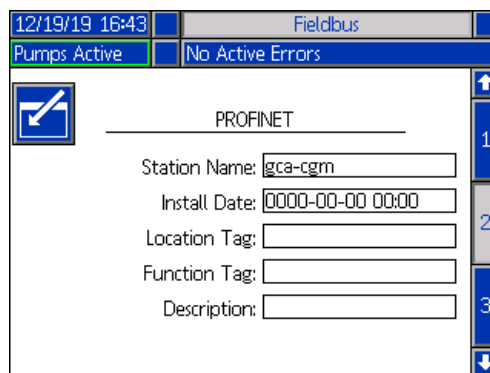 12/19/19 16:43 Fieldbus
Pumps Active No Active Errors
PROFINET
1
Station Name: gca-cgm
Install Date: 0000-00-00 00:00
2
Location Tag:
Function Tag:
Description:
3